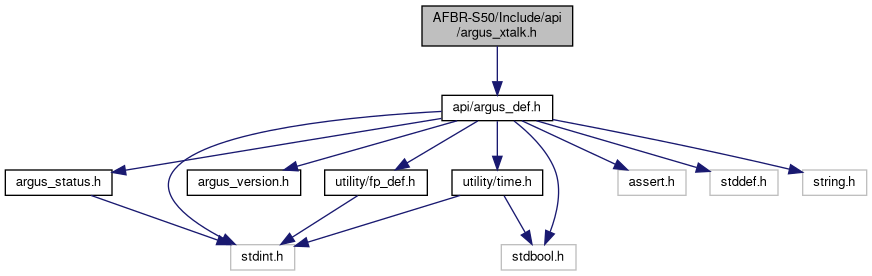 AFBR-S50/Include/api
/argus_xtalk.h
api/argus_def.h
argus_status.h
argus_version.h
utility/fp_def.h
utility/time.h
assert.h
stddef.h
string.h
stdint.h
stdbool.h